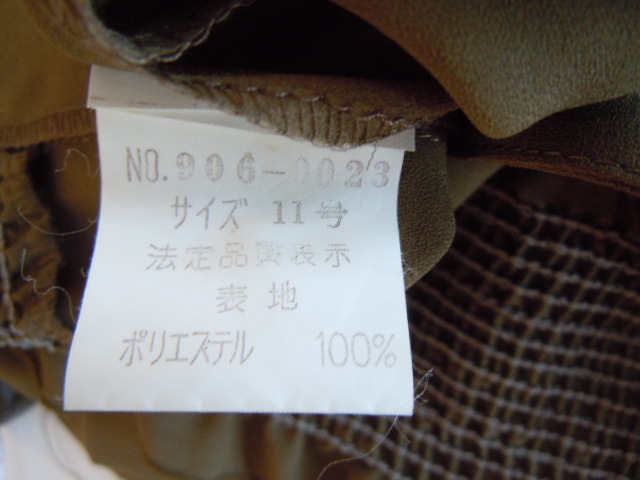 NO.906-0023
サイズ 11号
法定品質表示
表地
ポリエステル 100%